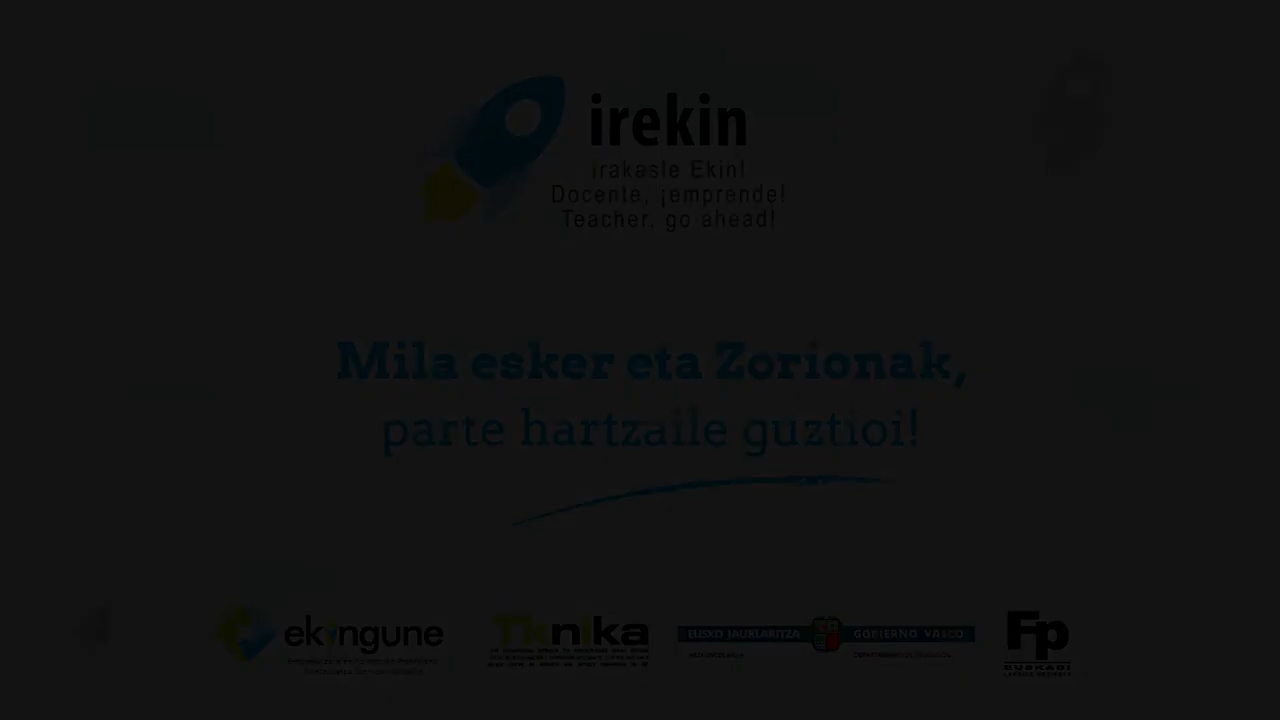 irekin
irakasle Ekin!
Docente, ¡emprende!
Teacher, go ahead!
Mila esker eta Zorionak,
parte hartzaile guztioi!
ekingune
Tknika
EUSKO JAURLARITZA
GOBIERNO VASCO
Fp
EUSKADI